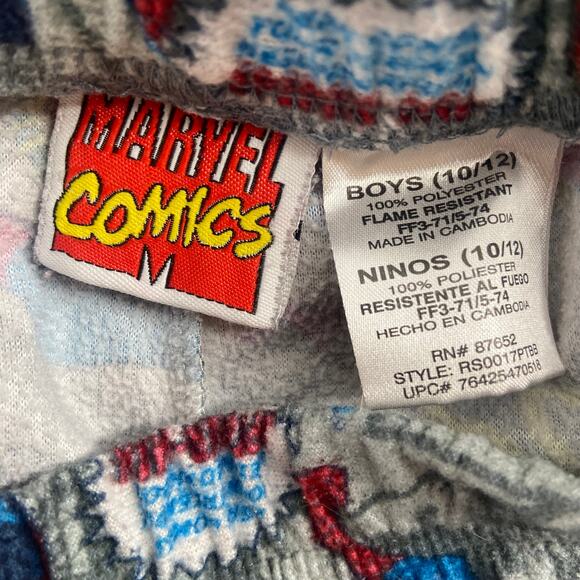 MARVEL
COMICS
BOYS (10/12)
100% POLYESTER
FLAME RESISTANT
FF3-71/5-74
MADE IN CAMBODIA
NINOS (10/12)
100% POLIESTER
RESISTENTE AL FUEGO
FF3-71/5-74
HECHO EN CAMBODIA
RN# 87652
STYLE: RS0017PTBB
UPC# 76425470518